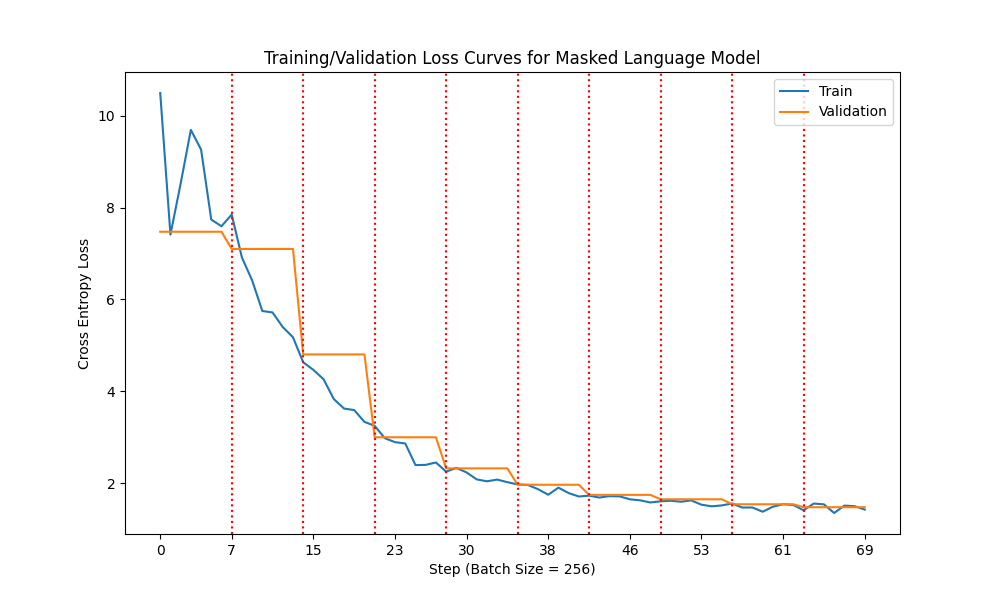 Training/Validation Loss Curves for Masked Language Model
Train
Validation
10
8
6
4
2
Cross Entropy Loss
0 7 15 23 30 38 46 53 61 69
Step (Batch Size = 256)